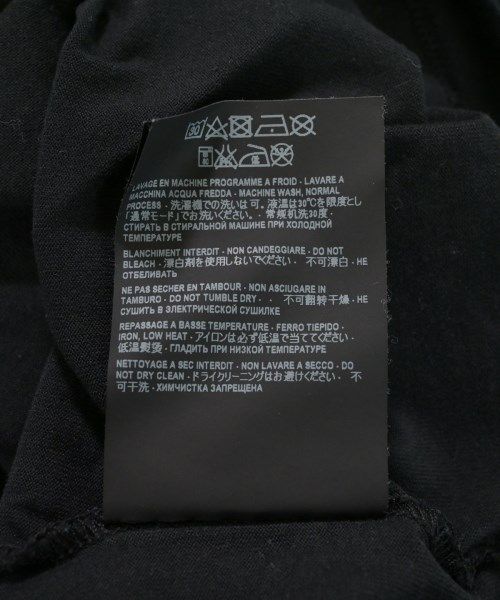 30
LAVAGE EN MACHINE PROGRAMME A FROID - LAVARE A
MACCHINA ACQUA FREDDA - MACHINE WASH, NORMAL
PROCESS - 洗濯機での洗いは可。液温は30℃を限度とし
「通常モード」でお洗いください。- 常规机洗30度 -
СТИРАТЬ В СТИРАЛЬНОЙ МАШИНЕ ПРИ ХОЛОДНОЙ
ТЕМПЕРАТУРЕ
BLANCHIMENT INTERDIT - NON CANDEGGIARE - DO NOT
BLEACH - 漂白剤を使用しないでください - 不可漂白 - НЕ
ОТБЕЛИВАТЬ
NE PAS SECHER EN TAMBOUR - NON ASCIUGARE IN
TAMBURO - DO NOT TUMBLE DRY - - 不可翻转干燥 - НЕ
СУШИТЬ В ЭЛЕКТРИЧЕСКОЙ СУШИЛКЕ
REPASSAGE A BASSE TEMPERATURE - FERRO TIEPIDO -
IRON, LOW HEAT - アイロンは必ず低温で当ててください -
低温熨烫 - ГЛАДИТЬ ПРИ НИЗКОЙ ТЕМПЕРАТУРЕ
NETTOYAGE A SEC INTERDIT - NON LAVARE A SECCO - DO
NOT DRY CLEAN - ドライクリーニングはお避けください - 不
可干洗 - ХИМЧИСТКА ЗАПРЕЩЕНА